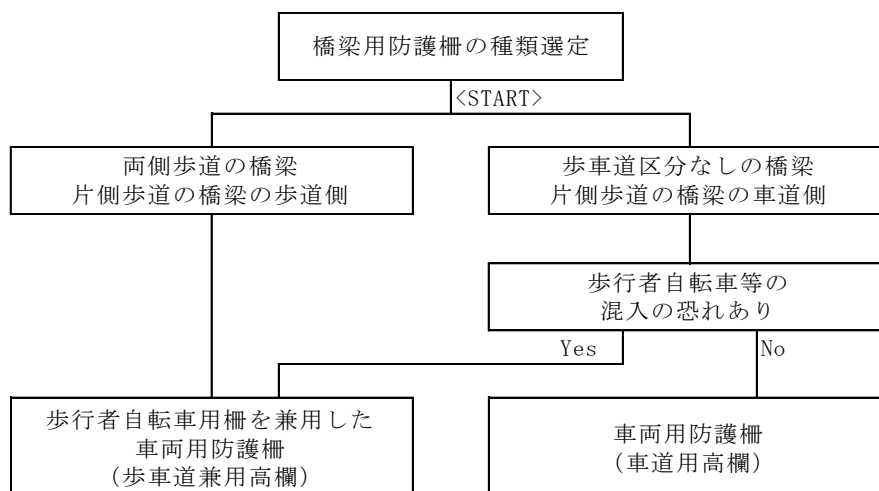 橋梁用防護柵の種類選定
<START>
両側歩道の橋梁
片側歩道の橋梁の歩道側
歩車道区分なしの橋梁
片側歩道の橋梁の車道側
歩行者自転車等の
混入の恐れあり
Yes
No
歩行者自転車用柵を兼用した
車両用防護柵
(歩車道兼用高欄)
車両用防護柵
(車道用高欄)